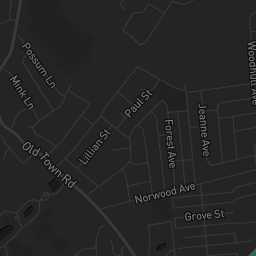 Possum Ln
Mink Ln
Woodhull Ave
Paul St
Jeanne Ave
Forest Ave
Lillian St
Old Town Rd
Norwood Ave
Grove St